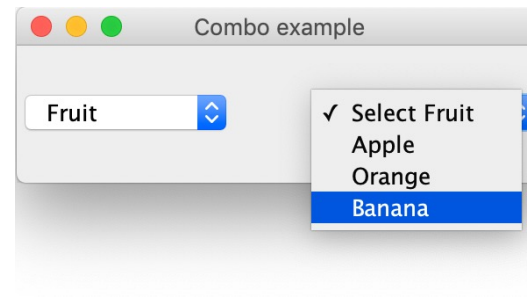 Combo example
Fruit
✓ Select Fruit
Apple
Orange
Banana